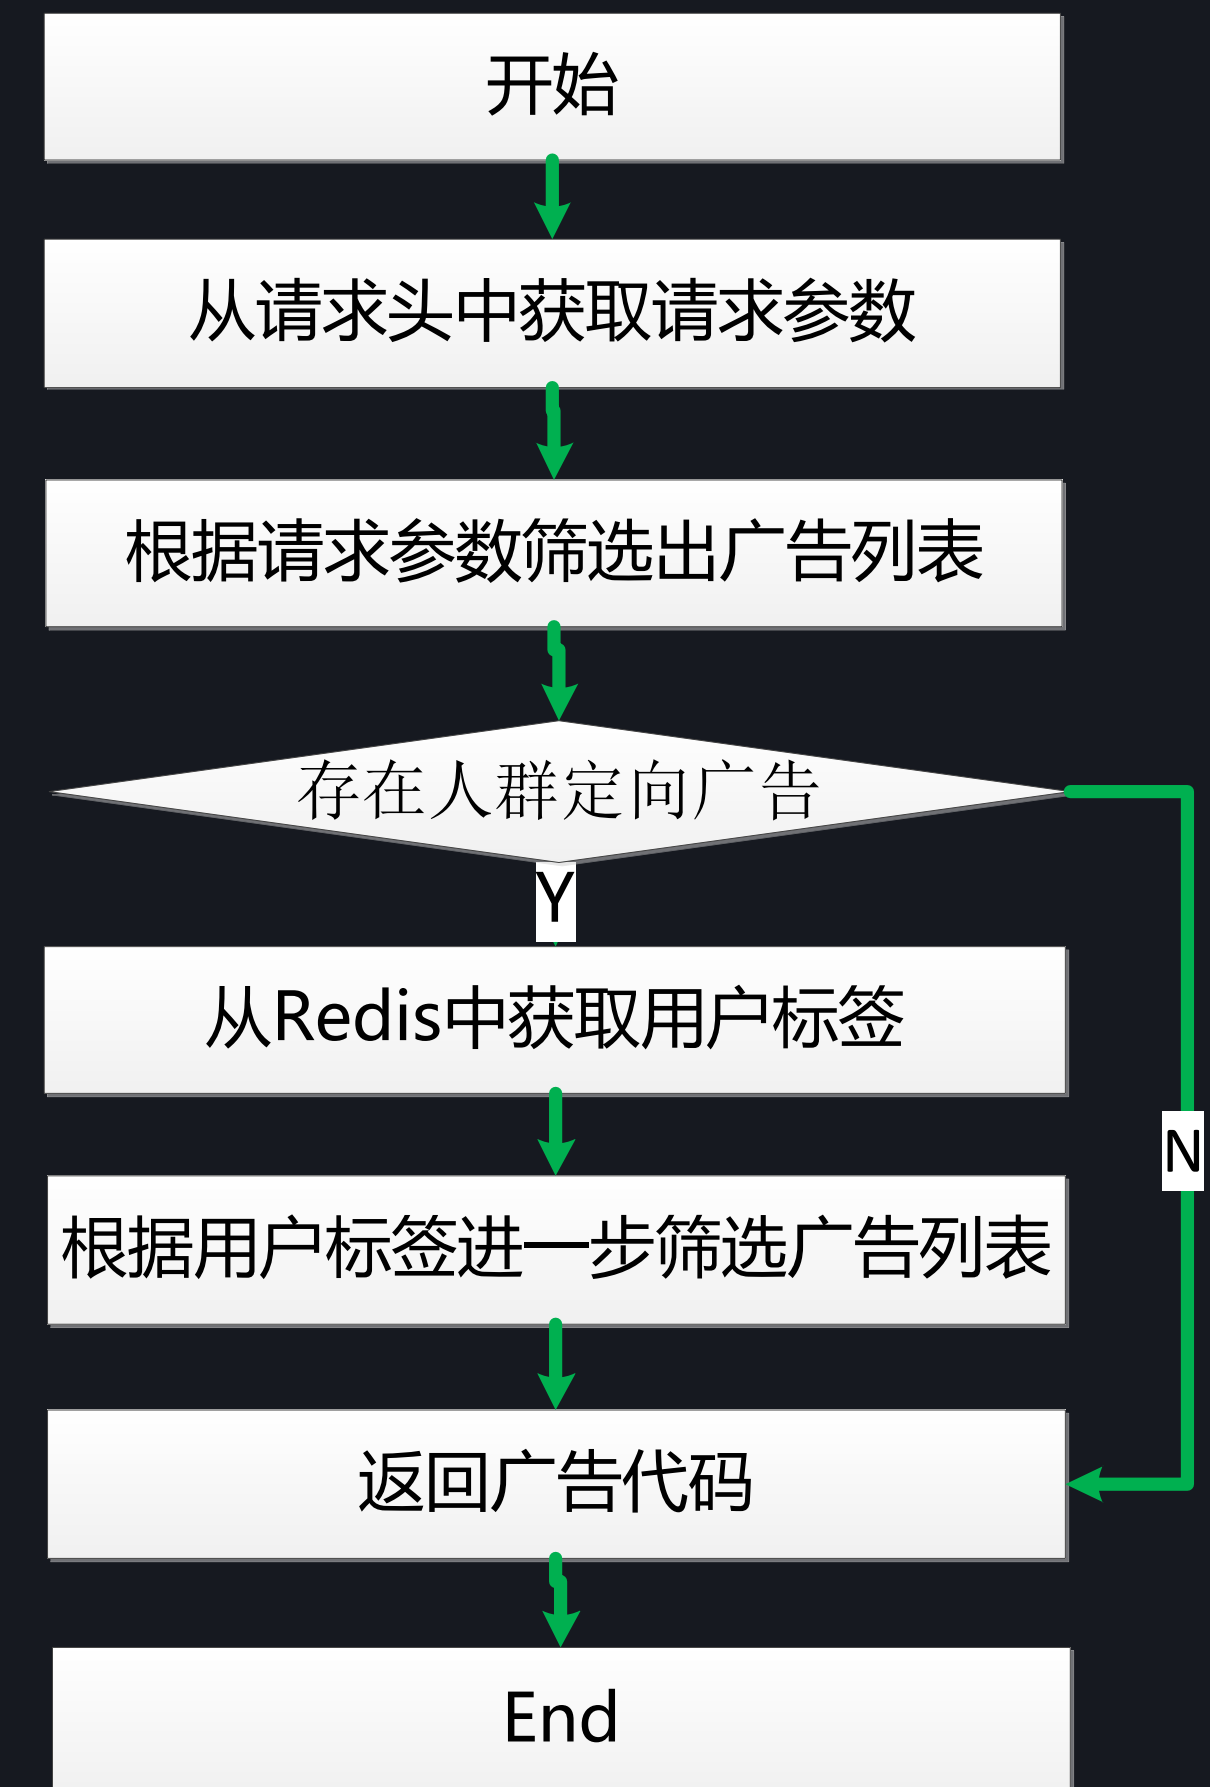 开始
从请求头中获取请求参数
根据请求参数筛选出广告列表
存在人群定向广告
Y
从Redis中获取用户标签
N
根据用户标签进一步筛选广告列表
返回广告代码
End